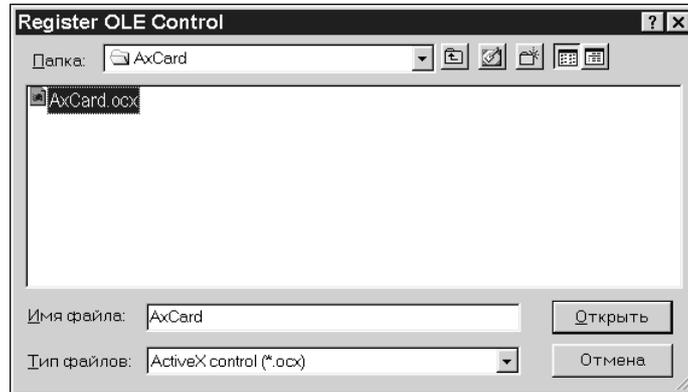 Register OLE Control
Папка: AxCard
AxCard.ocx
Имя файла: AxCard Открыть
Тип файлов: ActiveX control (*.ocx) Отмена